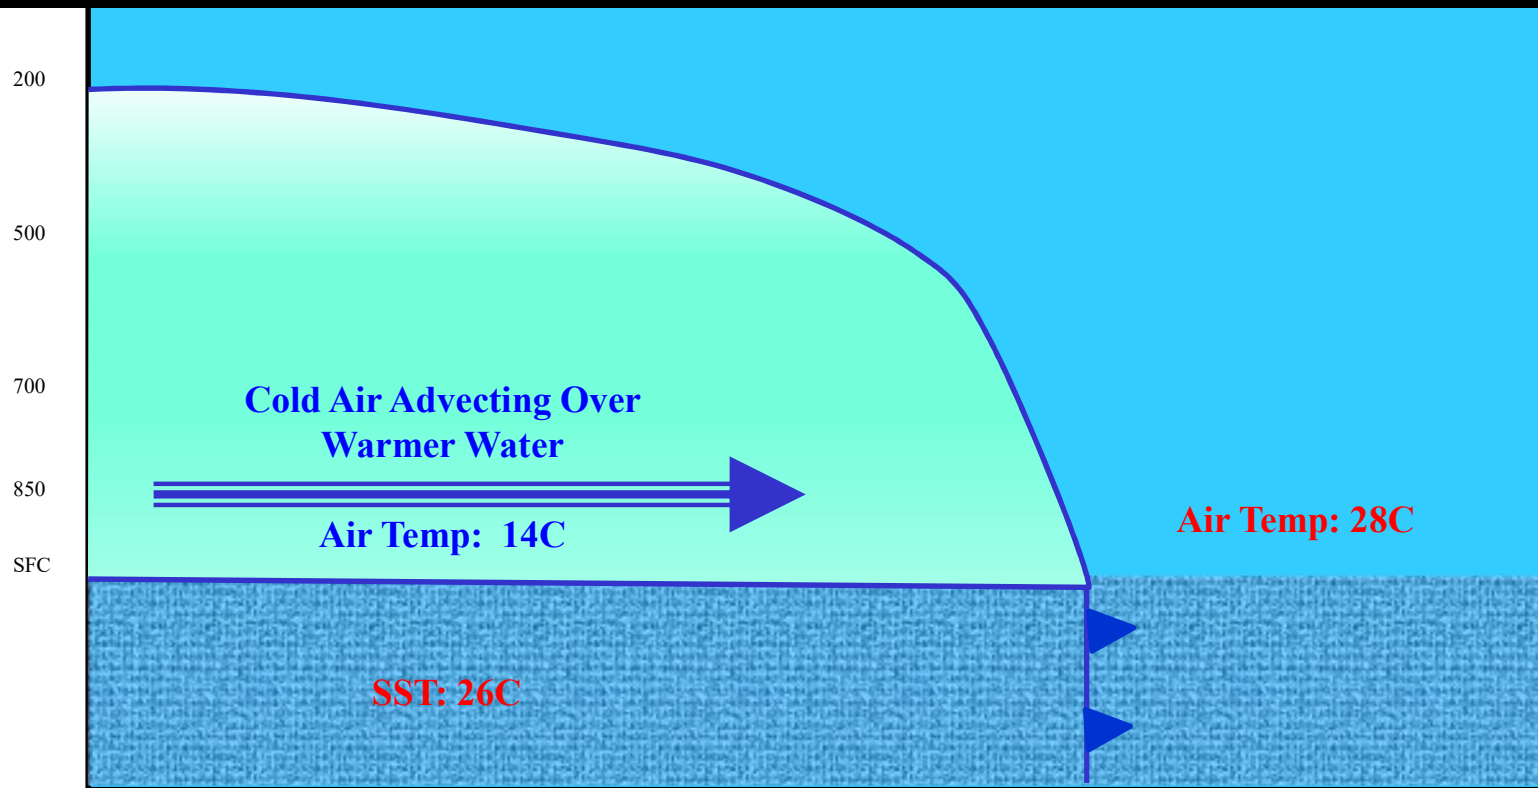 200
500
700
Cold Air Advecting Over
Warmer Water
850
Air Temp: 14C
Air Temp: 28C
SFC
SST: 26C